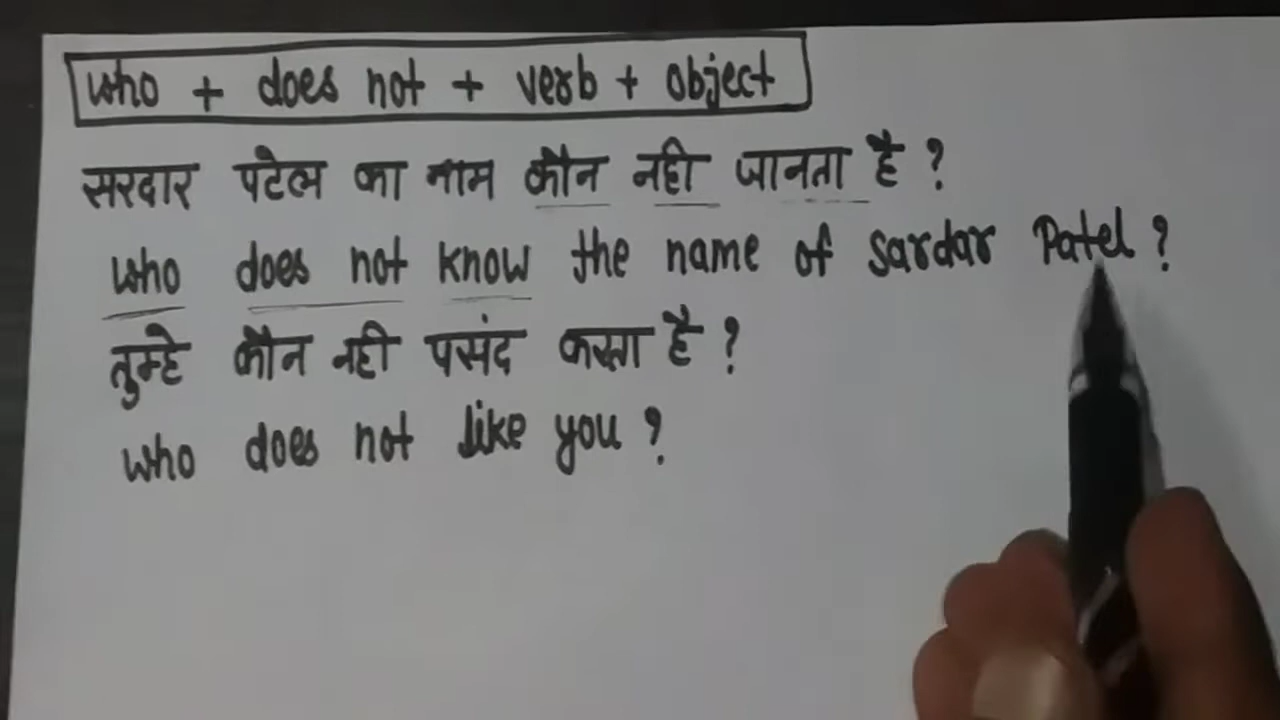 who + does not + verb + object
सरदार पटेल का नाम कौन नही जानता है ?
who does not know the name of Sardar Patel ?
तुम्हे कौन नही पसंद करता है ?
who does not like you ?